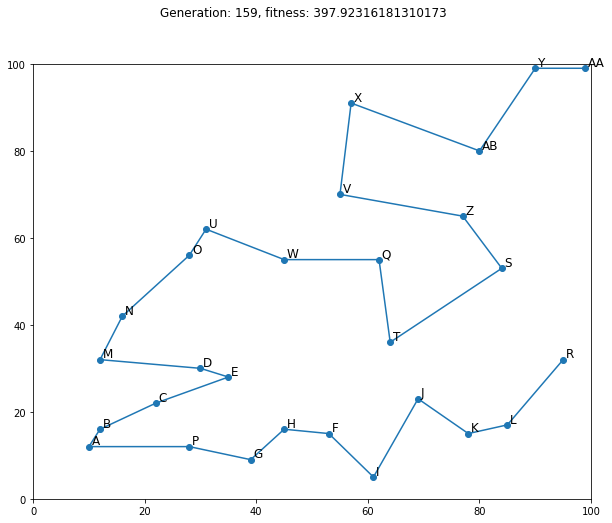 Generation: 159, fitness: 397.92316181310173
100
Y
AA
X
80
AB
V
Z
60
U
O
W
Q
S
40
N
T
M
D
E
R
20
C
B
J
A
P
G
H
F
I
K
L
0
0
20
40
60
80
100